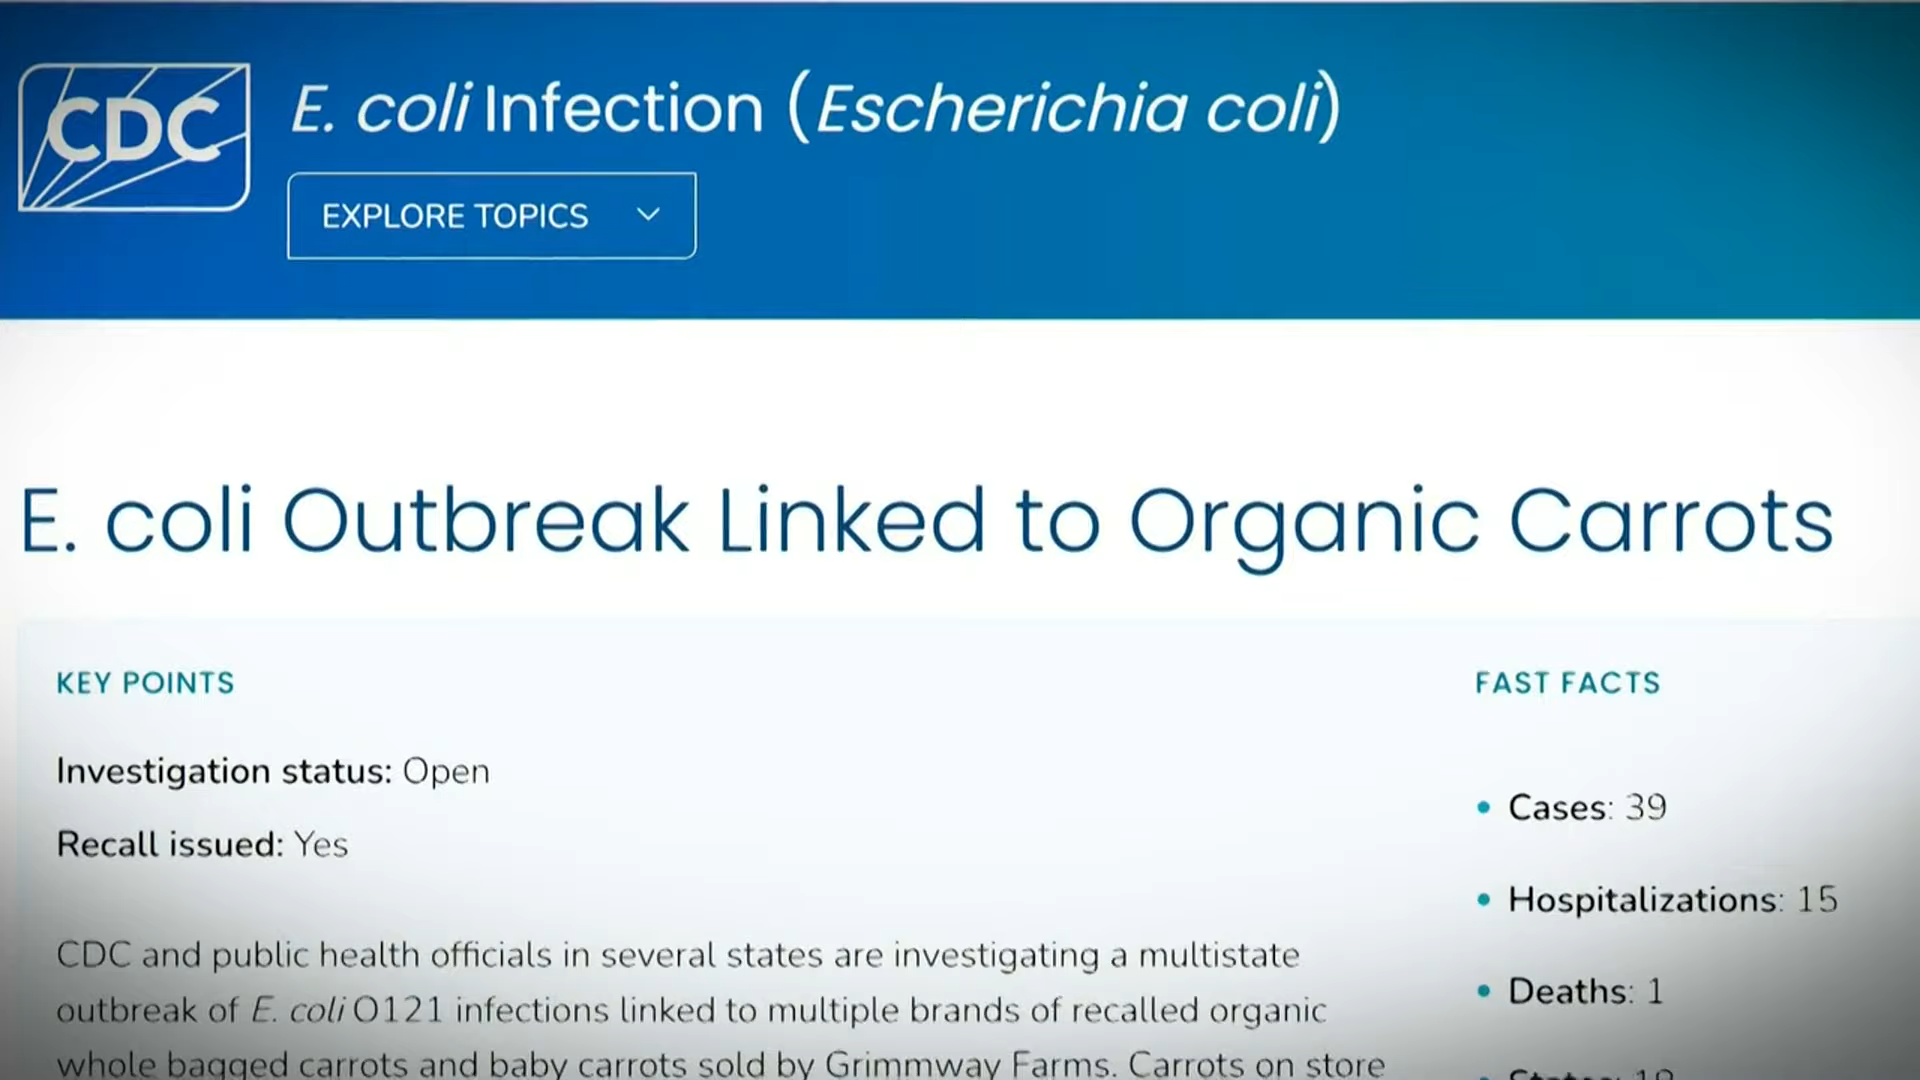 CDC
E. coli Infection (Escherichia coli)
EXPLORE TOPICS
E. coli Outbreak Linked to Organic Carrots
KEY POINTS
Investigation status: Open
Recall issued: Yes
CDC and public health officials in several states are investigating a multistate
outbreak of E. coli O121 infections linked to multiple brands of recalled organic
whole bagged carrots and baby carrots sold by Grimmway Farms. Carrots on store
FAST FACTS
• Cases: 39
• Hospitalizations: 15
• Deaths: 1